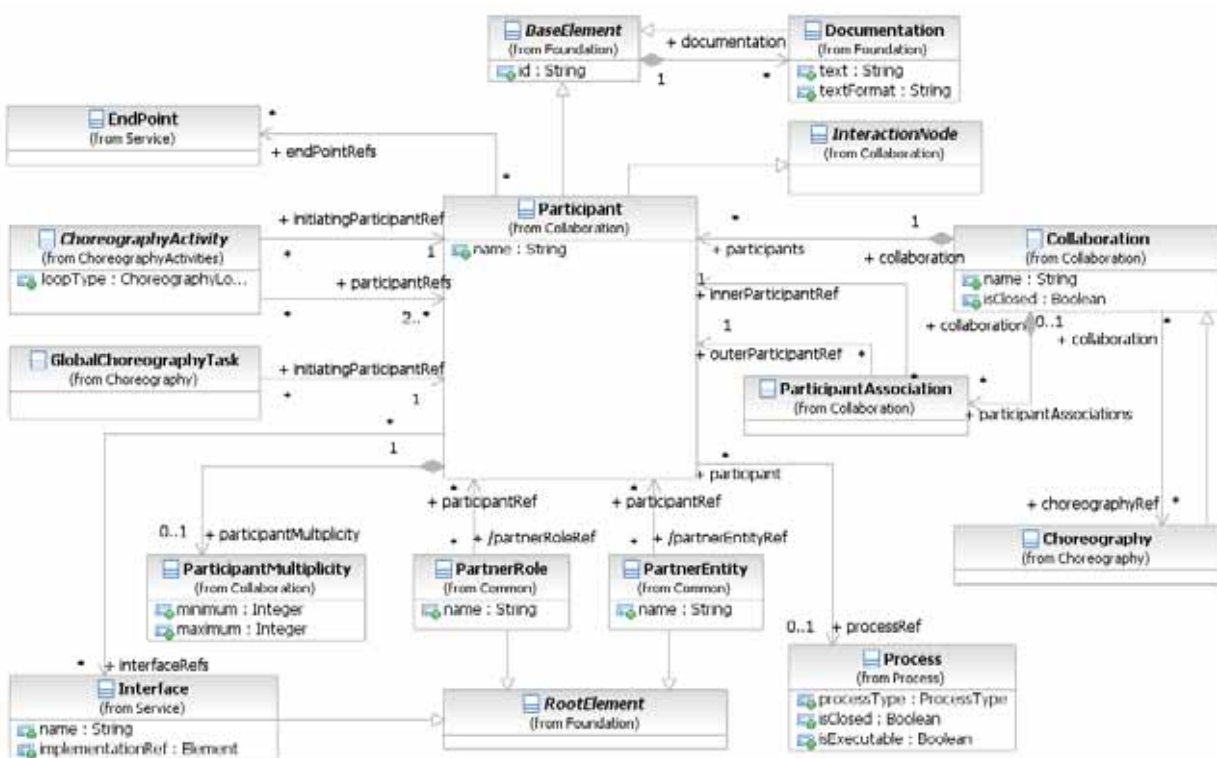 BaseElement
(from Foundation)
id : String
+ documentation
1
*
Documentation
(from Foundation)
text : String
textFormat : String
EndPoint
(from Service)
*
+ endPointRefs
*
InteractionNode
(from Collaboration)
Participant
(from Collaboration)
name : String
ChoreographyActivity
(from ChoreographyActivities)
loopType : ChoreographyLo...
+ initiatingParticipantRef
*
1
+ participantRefs
*
2..*
*
+ participants
1
+ collaboration
Collaboration
(from Collaboration)
name : String
isClosed : Boolean
1
+ innerParticipantRef
*
1
+ outerParticipantRef
*
+ collaboration
0..1
*
+ collaboration
GlobalChoreographyTask
(from Choreography)
+ initiatingParticipantRef
*
1
ParticipantAssociation
(from Collaboration)
*
+ participantAssociations
*
1
*
+ participant
*
+ participantRef
*
+ participantRef
+ choreographyRef
*
Choreography
(from Choreography)
0..1
+ participantMultiplicity
*
+ /partnerRoleRef
*
+ /partnerEntityRef
ParticipantMultiplicity
(from Collaboration)
minimum : Integer
maximum : Integer
PartnerRole
(from Common)
name : String
PartnerEntity
(from Common)
name : String
0..1
+ processRef
*
+ interfaceRefs
Interface
(from Service)
name : String
implementationRef : Element
RootElement
(from Foundation)
Process
(from Process)
processType : ProcessType
isClosed : Boolean
isExecutable : Boolean